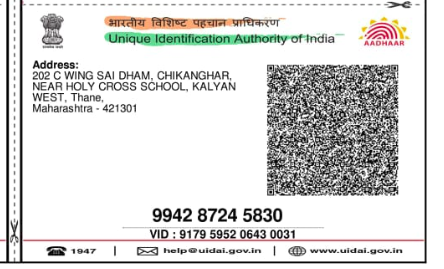 भारतीय विशिष्ट पहचान प्राधिकरण
Unique Identification Authority of India
AADHAAR
Address:
202 C WING SAI DHAM, CHIKANGHAR,
NEAR HOLY CROSS SCHOOL, KALYAN
WEST, Thane,
Maharashtra - 421301
9942 8724 5830
VID : 9179 5952 0643 0031
1947 | help@uidai.gov.in | www.uidai.gov.in